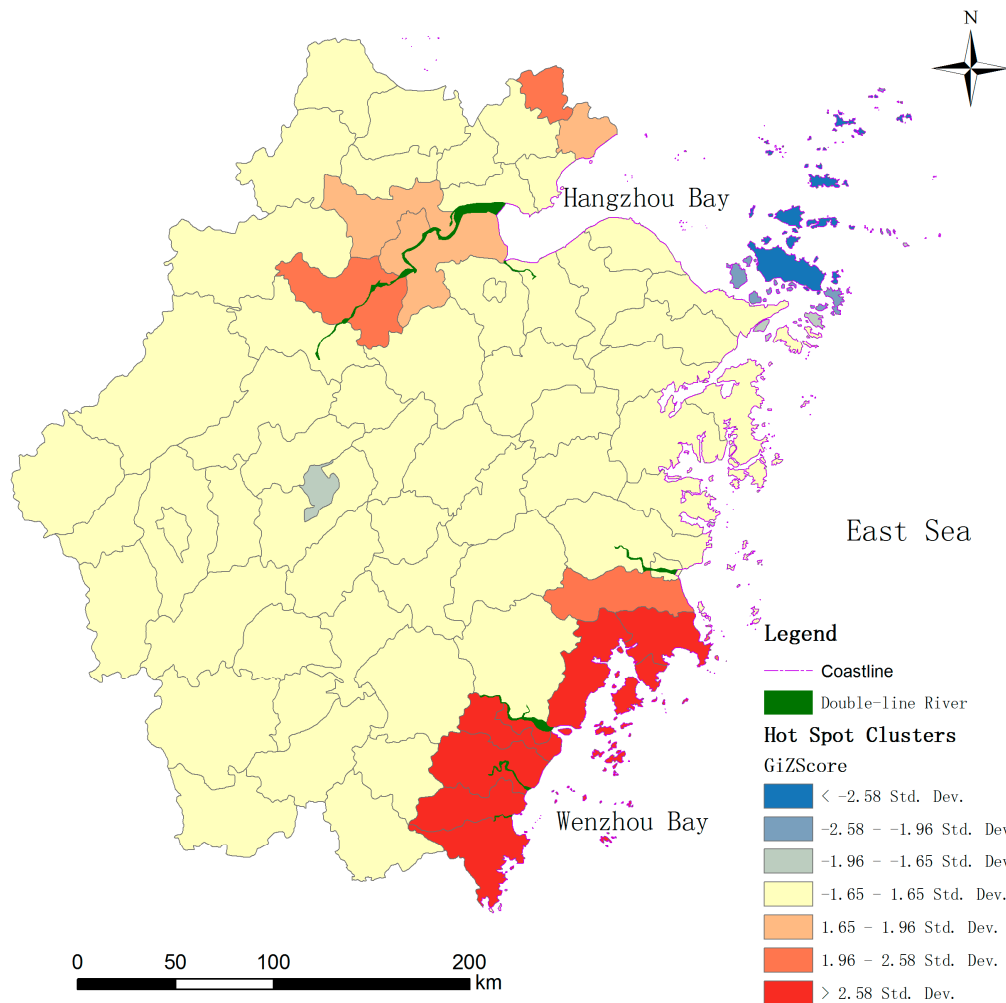 N
Hangzhou Bay
East Sea
Legend
Coastline
Double-line River
Hot Spot Clusters
GiZScore
< -2.58 Std. Dev.
-2.58 - -1.96 Std. Dev
-1.96 - -1.65 Std. Dev
-1.65 - 1.65 Std. Dev.
1.65 - 1.96 Std. Dev.
1.96 - 2.58 Std. Dev.
> 2.58 Std. Dev.
Wenzhou Bay
0 50 100 200
km